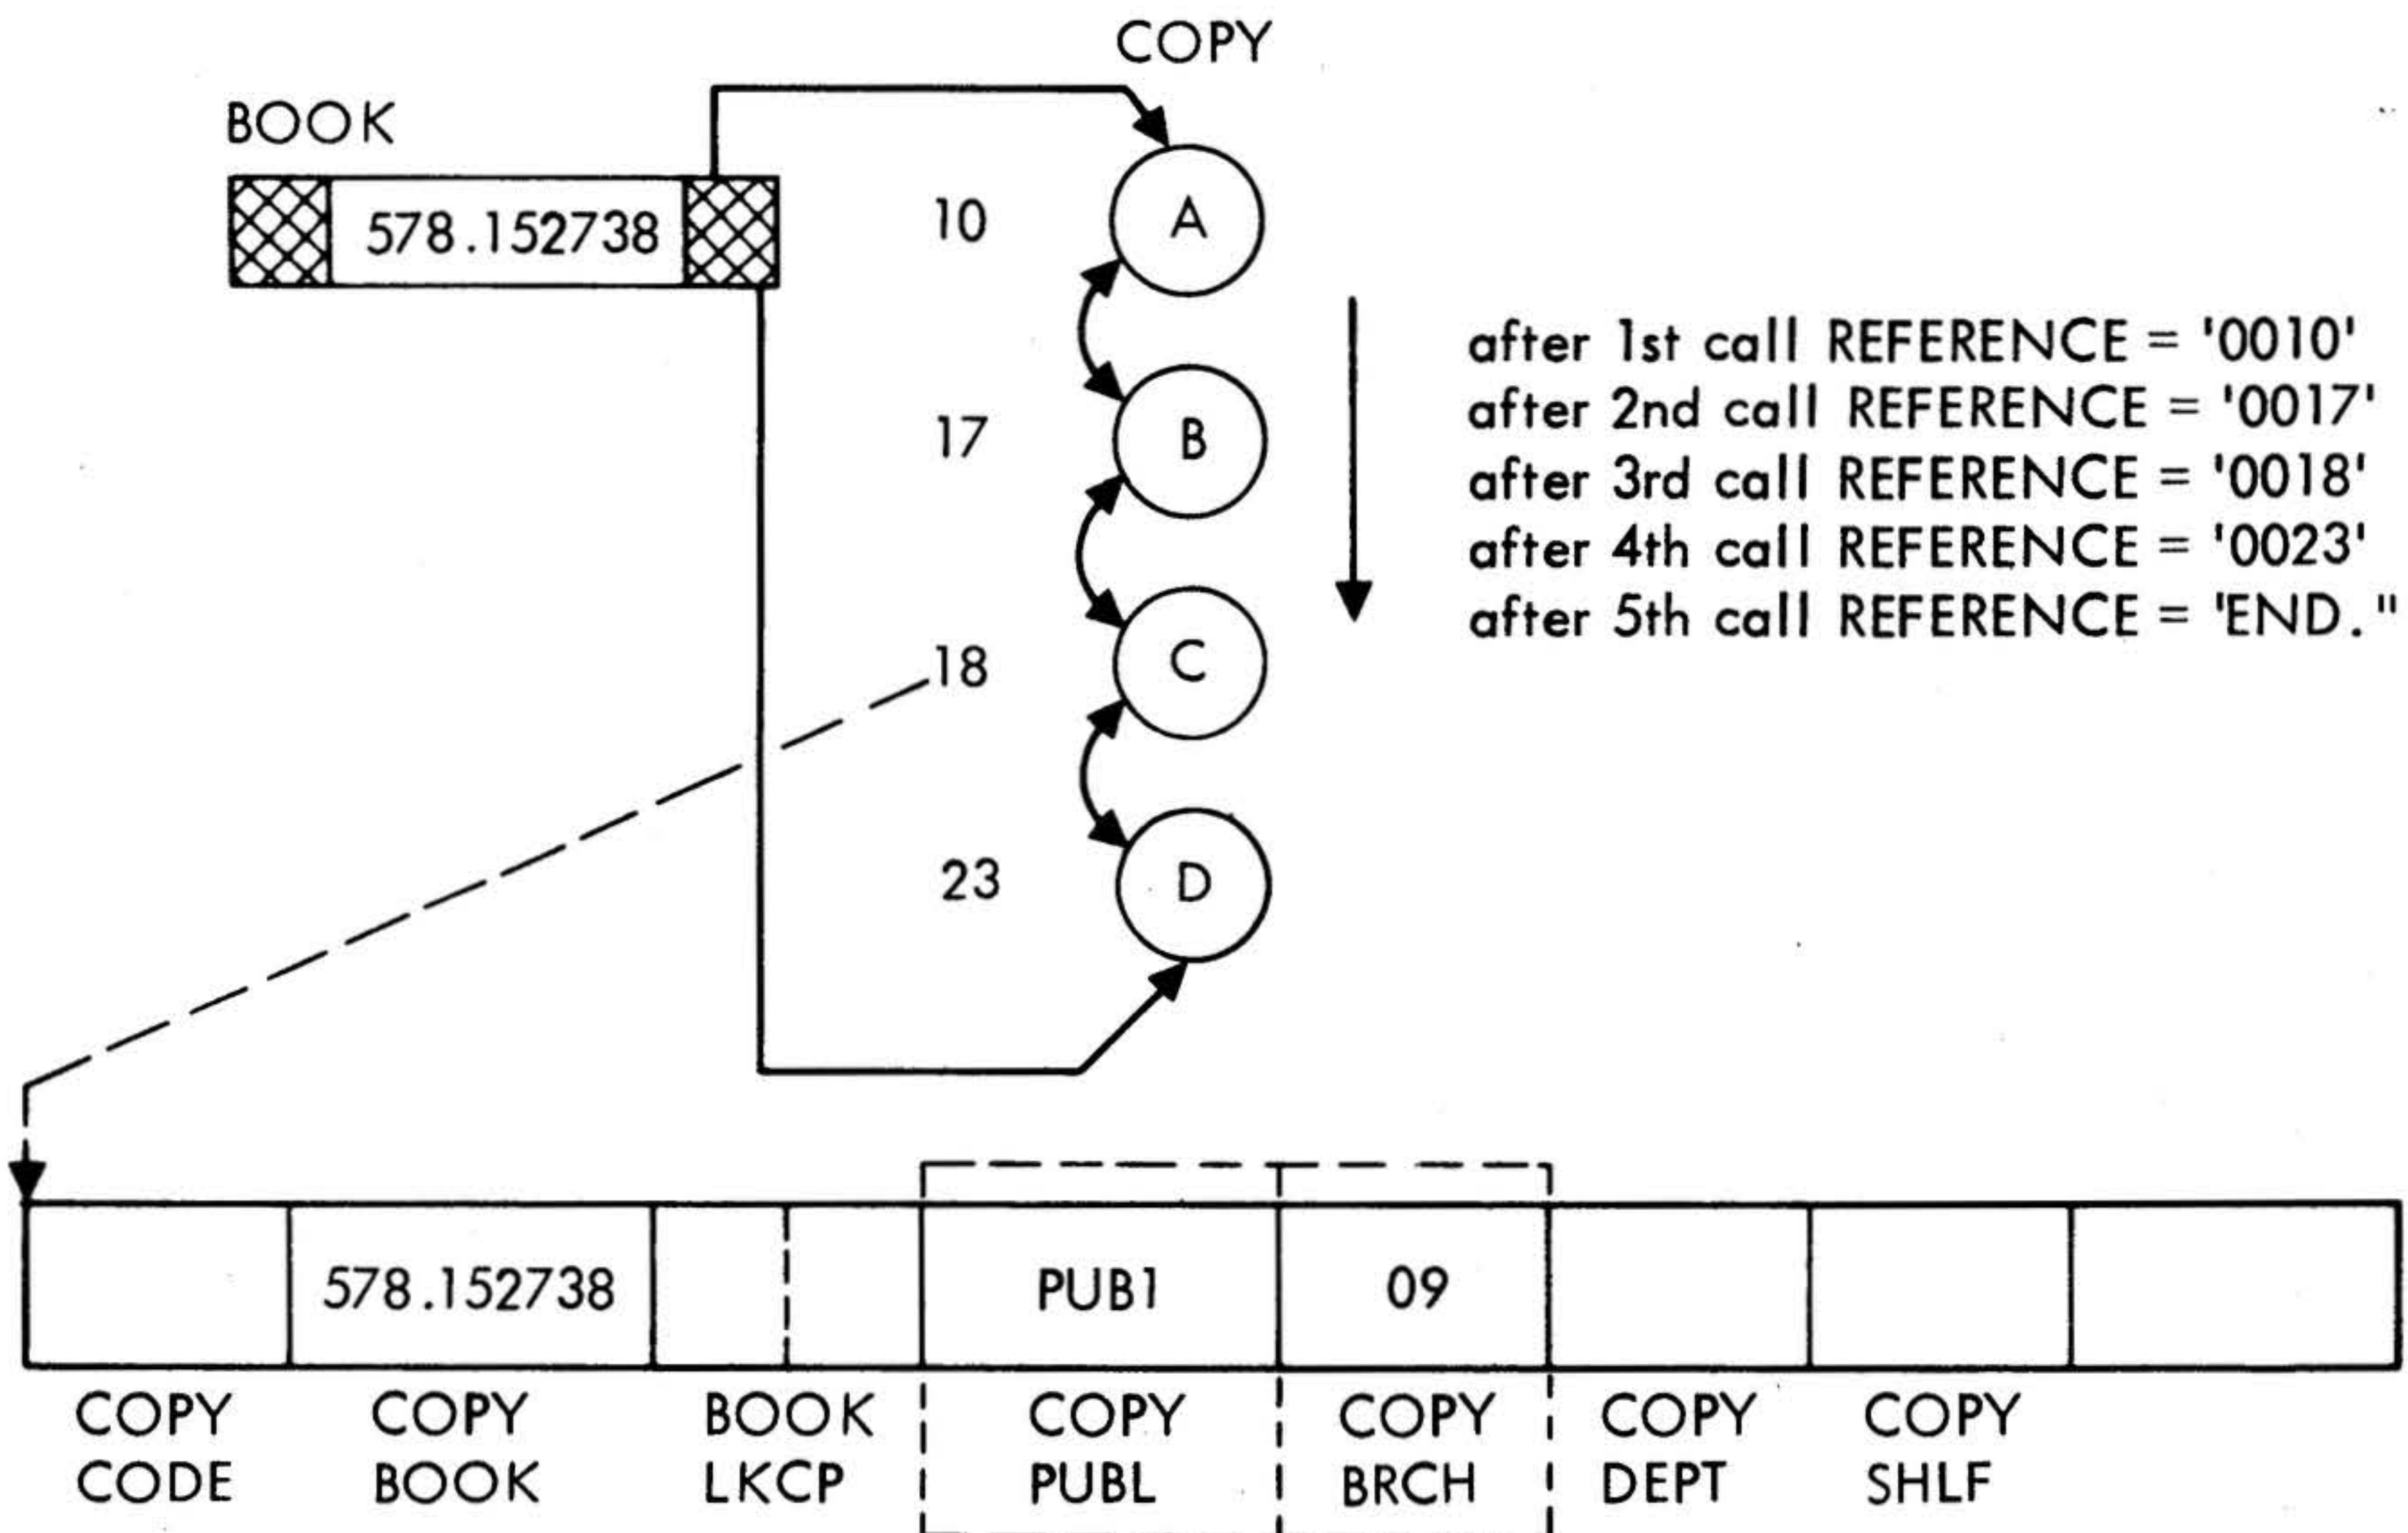 COPY
BOOK
578.152738
10
A
17
B
18
C
23
D
after 1st call REFERENCE = '0010'
after 2nd call REFERENCE = '0017'
after 3rd call REFERENCE = '0018'
after 4th call REFERENCE = '0023'
after 5th call REFERENCE = 'END."
578.152738
PUB1
09
COPY CODE
COPY BOOK
BOOK LKCP
COPY PUBL
COPY BRCH
COPY DEPT
COPY SHLF